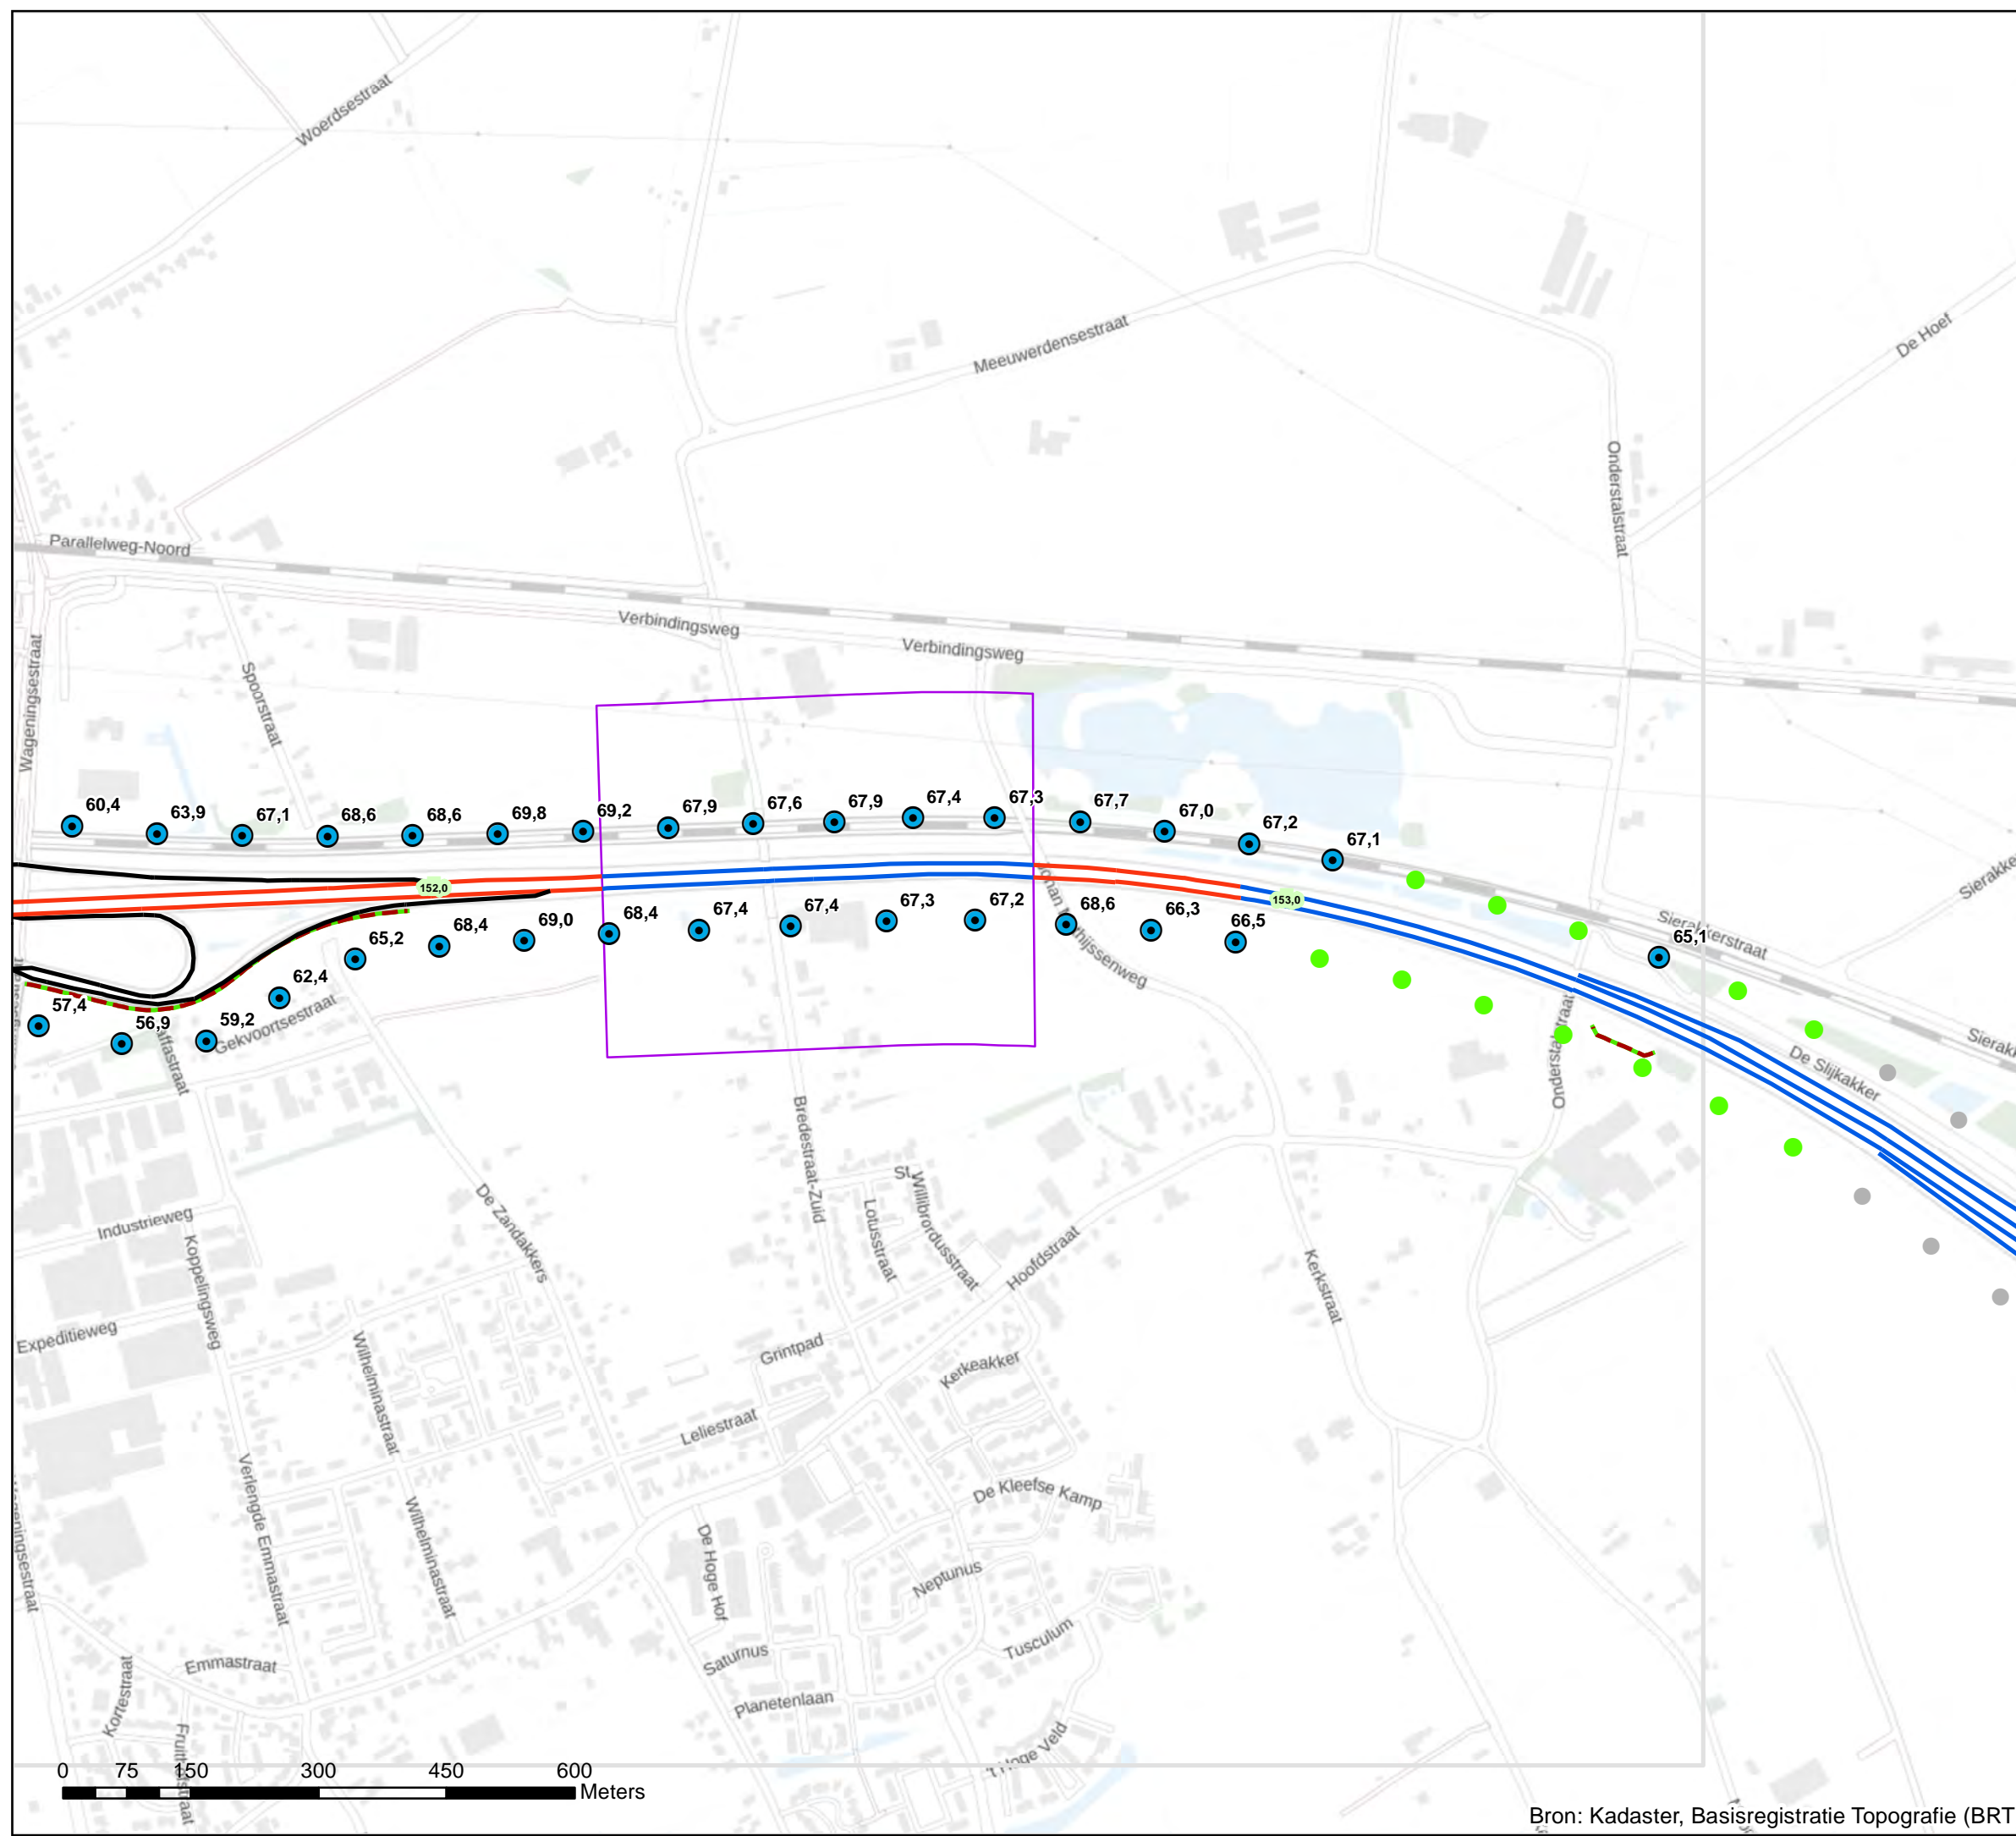 Woerdsestraat
Meeuwerdensestraat
De Hoef
Onderstalstraat
Parallelweg-Noord
Verbindingsweg
Verbindingsweg
Wageningsestraat
Spoorstraat
60,4
63,9
67,1
68,6
68,6
69,8
69,2
67,9
67,6
67,9
67,4
67,3
67,7
67,0
67,2
67,1
152,0
153,0
Sierakkerstraat
65,1
57,4
56,9
59,2
62,4
65,2
68,4
69,0
68,4
67,4
67,4
67,3
67,2
68,6
66,3
66,5
Gekvoortsestraat
Onderstalstraat
De Slijkakker
Bredestraat-Zuid
St.
Willibrordusstraat
Lotusstraat
Hoofdstraat
Kerkstraat
De Zandakkers
Industrieweg
Koppelingsweg
Expeditieweg
Wilhelminastraat
Grintpad
Kerkeakker
Leliestraat
Verlengde Emmastraat
Wilhelminastraat
De Kleefse Kamp
De Hoge Hof
Neptunus
Tusculum
Saturnus
Planetenlaan
't Hoge Veld
Emmastraat
Kortestraat
0 75 150 300 450 600
Meters
Bron: Kadaster, Basisregistratie Topografie (BRT